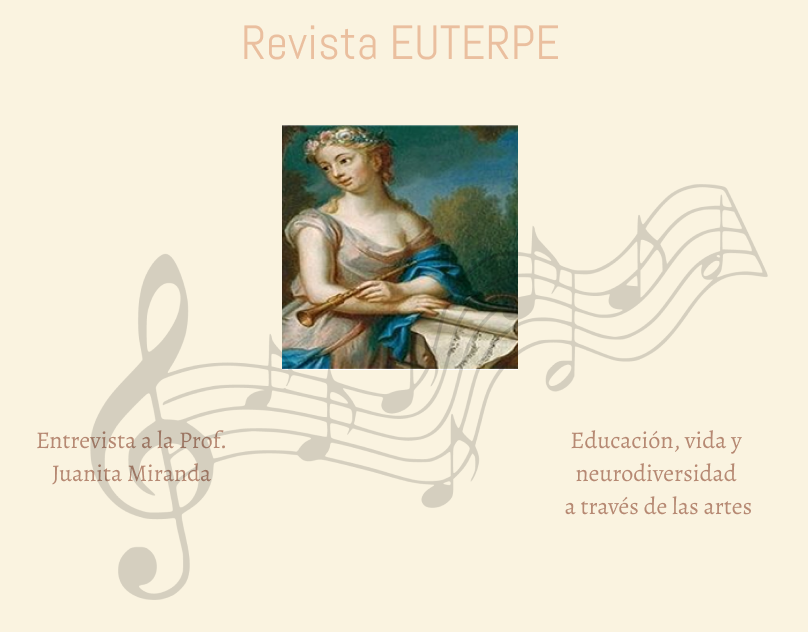 Revista EUTERPE
Entrevista a la Prof.
Juanita Miranda
Educación, vida y
neurodiversidad
a través de las artes